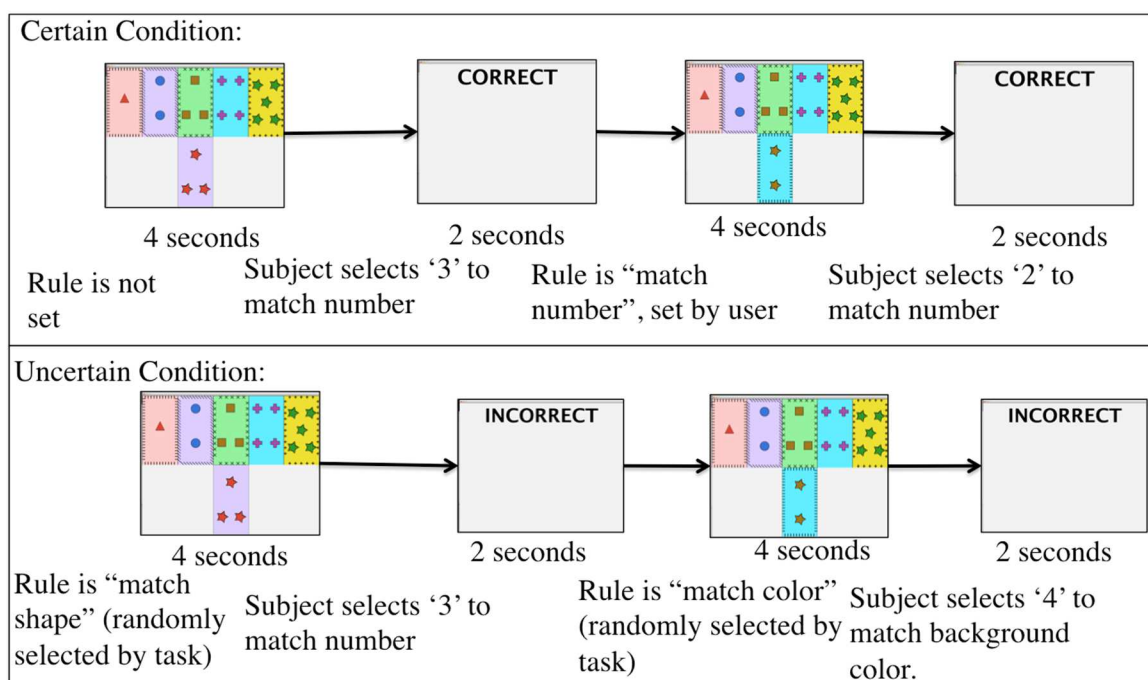 Certain Condition:
CORRECT
CORRECT
4 seconds
2 seconds
4 seconds
2 seconds
Rule is not
set
Subject selects ‘3’ to
match number
Rule is “match
number”, set by user
Subject selects ‘2’ to
match number
Uncertain Condition:
INCORRECT
INCORRECT
4 seconds
2 seconds
4 seconds
2 seconds
Rule is “match
shape” (randomly
selected by task)
Subject selects ‘3’ to
match number
Rule is “match color”
(randomly selected by
task)
Subject selects ‘4’ to
match background
color.